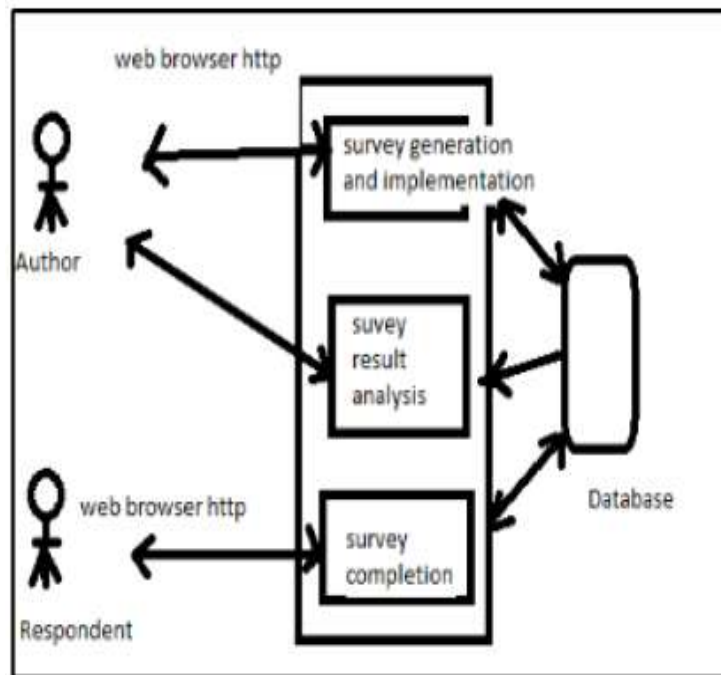 web browser http
survey generation
and implementation
Author
suvey
result
analysis
Database
web browser http
survey
completion
Respondent